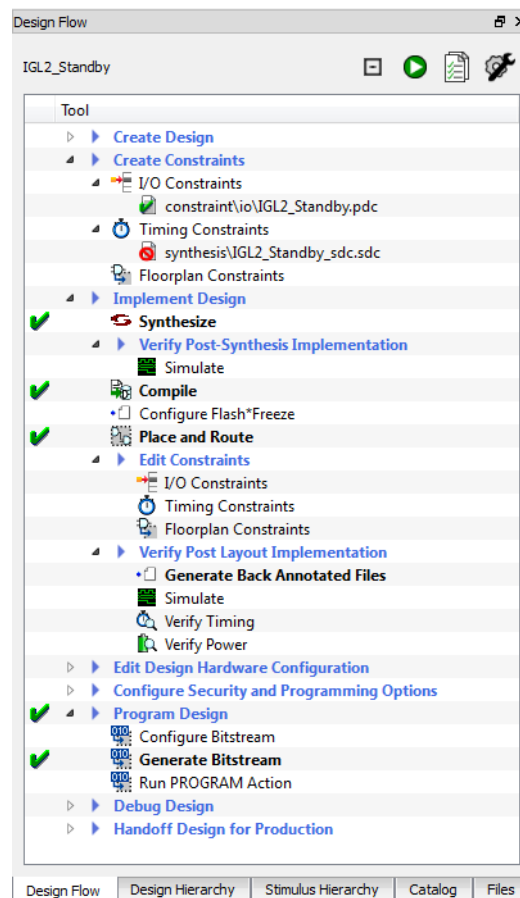 Design Flow
IGL2_Standby
Tool
Create Design
Create Constraints
I/O Constraints
constraint\io\IGL2_Standby.pdc
Timing Constraints
synthesis\IGL2_Standby_sdc.sdc
Floorplan Constraints
Implement Design
Synthesize
Verify Post-Synthesis Implementation
Simulate
Compile
Configure Flash*Freeze
Place and Route
Edit Constraints
I/O Constraints
Timing Constraints
Floorplan Constraints
Verify Post Layout Implementation
Generate Back Annotated Files
Simulate
Verify Timing
Verify Power
Edit Design Hardware Configuration
Configure Security and Programming Options
Program Design
Configure Bitstream
Generate Bitstream
Run PROGRAM Action
Debug Design
Handoff Design for Production
Design Flow Design Hierarchy Stimulus Hierarchy Catalog Files